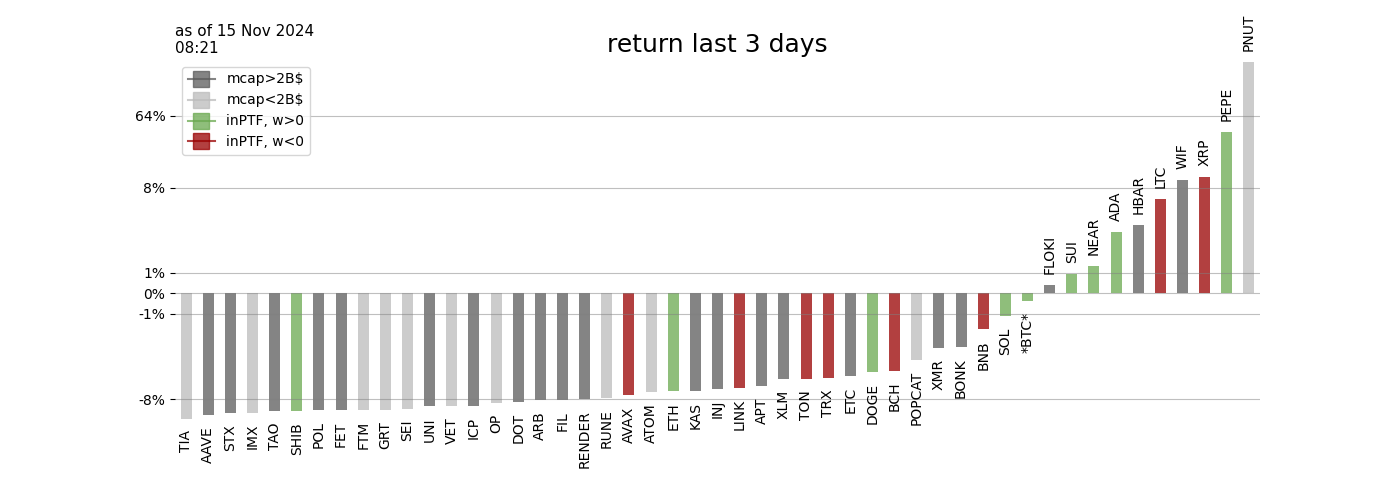 as of 15 Nov 2024
08:21
return last 3 days
mcap>2B$
mcap<2B$
inPTF, w>0
inPTF, w<0
64%
8%
1%
0%
-1%
-8%
TIA
AAVE
STX
IMX
TAO
SHIB
POL
FET
FTM
GRT
SEI
UNI
VET
ICP
OP
DOT
ARB
FIL
RENDER
RUNE
AVAX
ATOM
ETH
KAS
INJ
LINK
APT
XLM
TON
TRX
ETC
DOGE
BCH
POPCAT
XMR
BONK
BNB
SOL
*BTC*
FLOKI
SUI
NEAR
ADA
HBAR
LTC
WIF
XRP
PEPE
PNUT